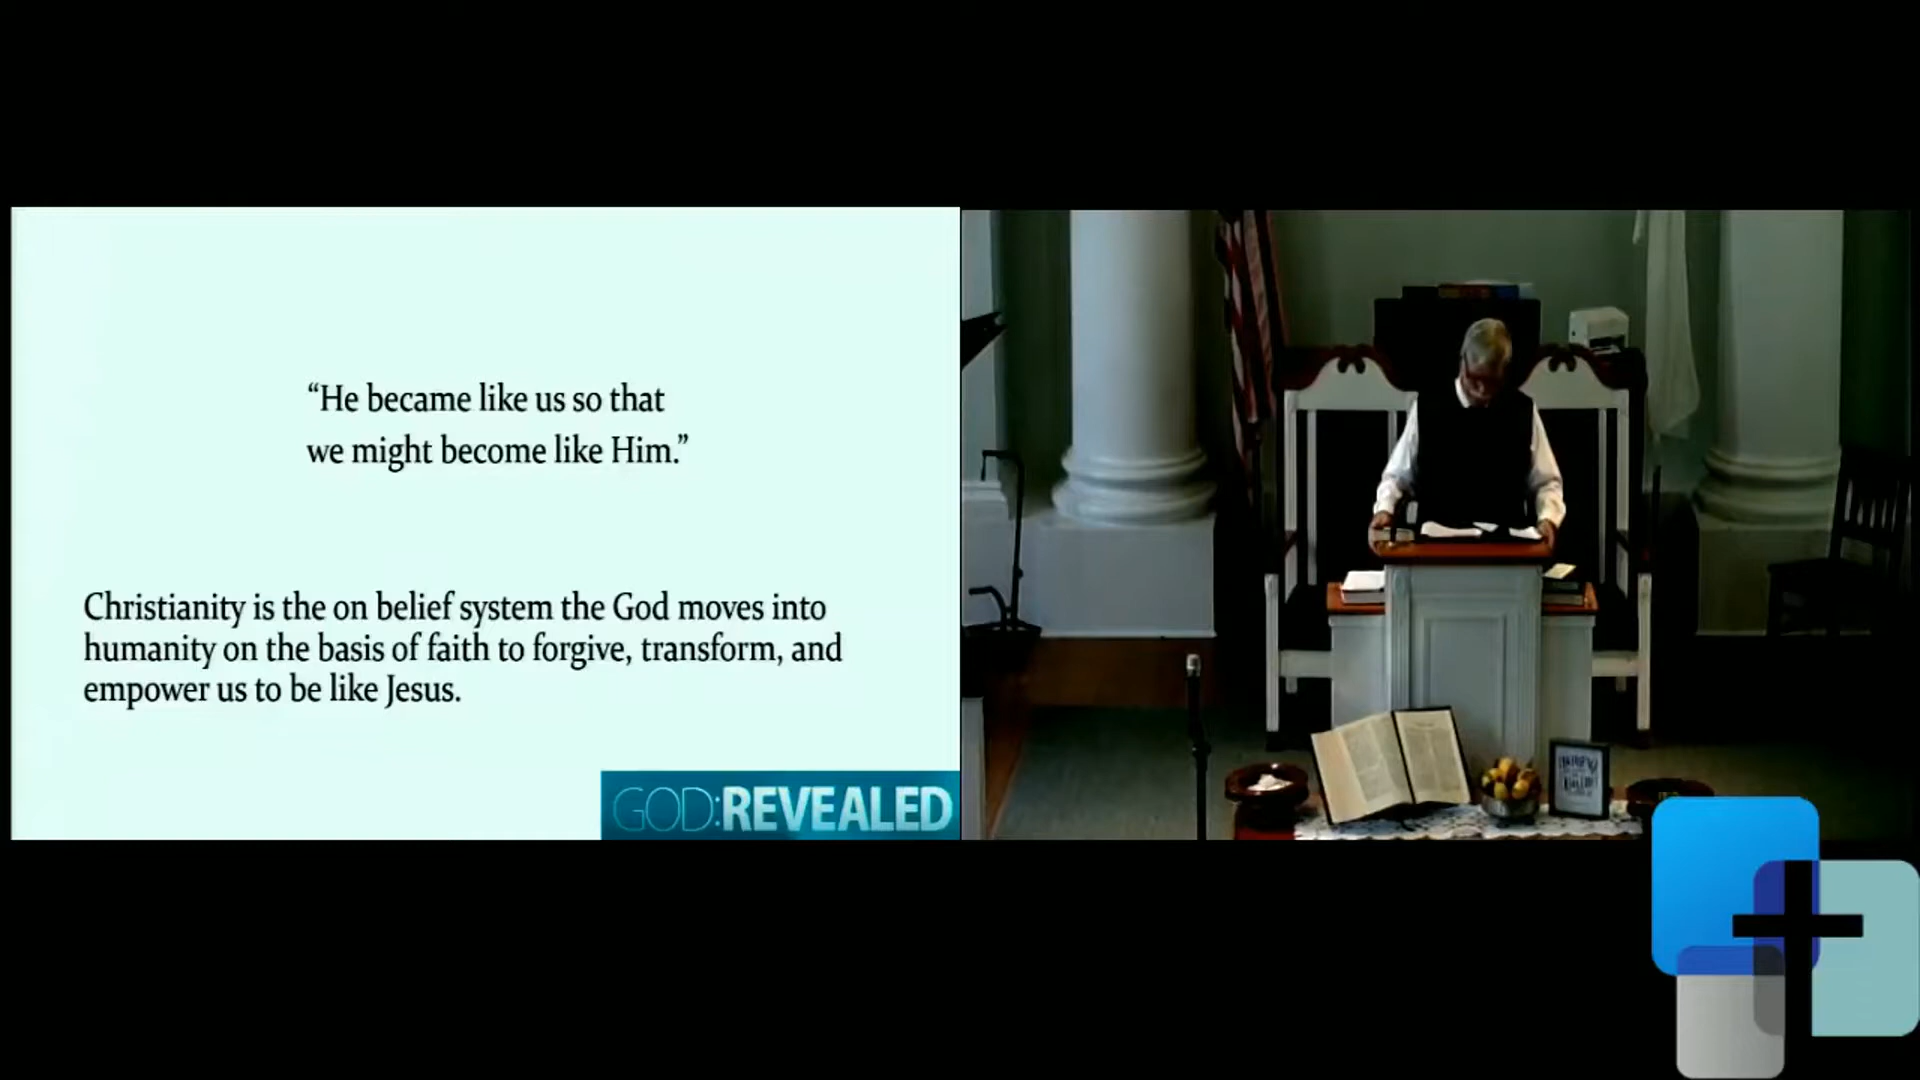 “He became like us so that
we might become like Him.”
Christianity is the on belief system the God moves into
humanity on the basis of faith to forgive, transform, and
empower us to be like Jesus.
GOD:REVEALED